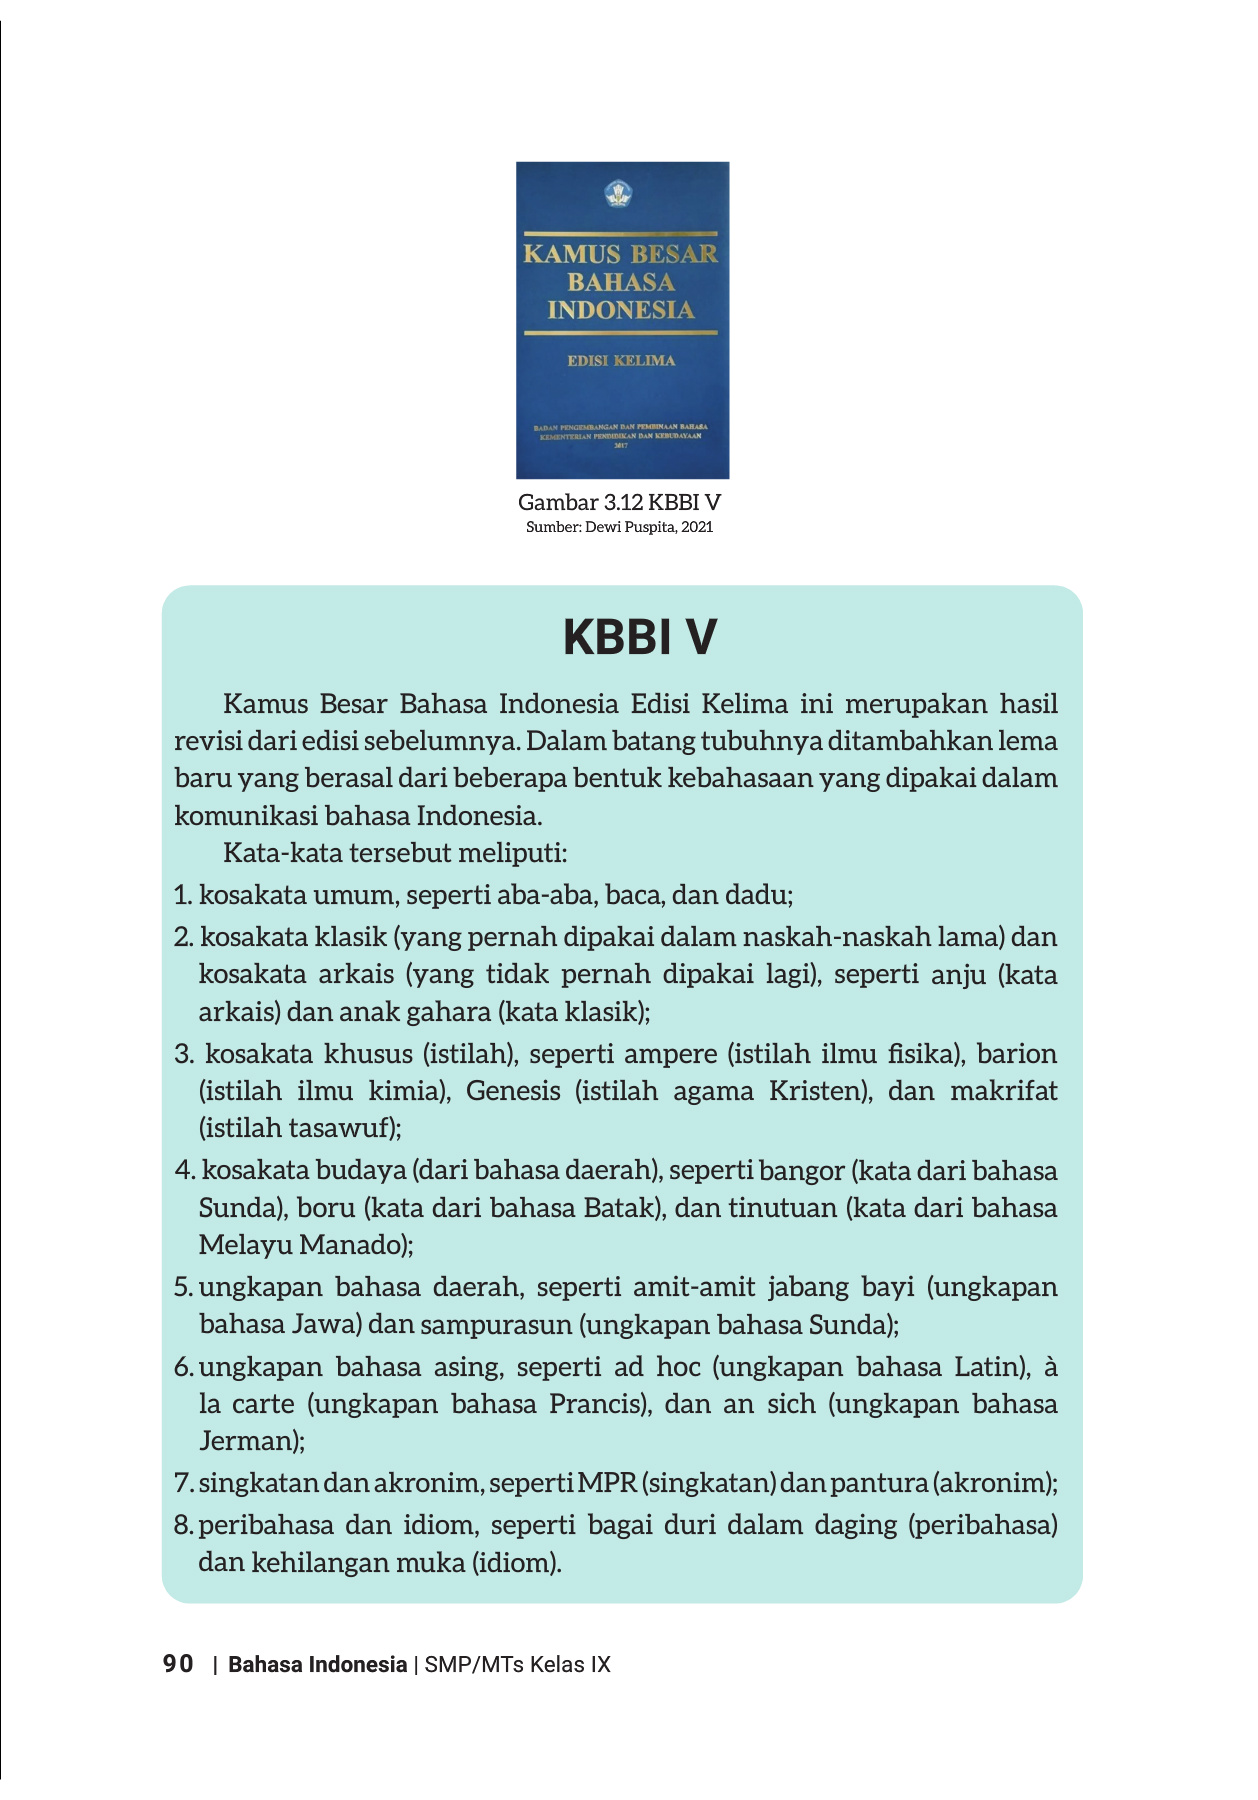 KAMUS BESAR
BAHASA
INDONESIA
EDISI KELIMA
BADAN PENGEMBANGAN DAN PEMBINAAN BAHASA
KEMENTERIAN PENDIDIKAN DAN KEBUDAYAAN
2017
Gambar 3.12 KBBI V
Sumber: Dewi Puspita, 2021
KBBI V
Kamus Besar Bahasa Indonesia Edisi Kelima ini merupakan hasil
revisi dari edisi sebelumnya. Dalam batang tubuhnya ditambahkan lema
baru yang berasal dari beberapa bentuk kebahasaan yang dipakai dalam
komunikasi bahasa Indonesia.
Kata-kata tersebut meliputi:
1. kosakata umum, seperti aba-aba, baca, dan dadu;
2. kosakata klasik (yang pernah dipakai dalam naskah-naskah lama) dan
kosakata arkais (yang tidak pernah dipakai lagi), seperti anju (kata
arkais) dan anak gahara (kata klasik);
3. kosakata khusus (istilah), seperti ampere (istilah ilmu fisika), barion
(istilah ilmu kimia), Genesis (istilah agama Kristen), dan makrifat
(istilah tasawuf);
4. kosakata budaya (dari bahasa daerah), seperti bangor (kata dari bahasa
Sunda), boru (kata dari bahasa Batak), dan tinutuan (kata dari bahasa
Melayu Manado);
5. ungkapan bahasa daerah, seperti amit-amit jabang bayi (ungkapan
bahasa Jawa) dan sampurasun (ungkapan bahasa Sunda);
6. ungkapan bahasa asing, seperti ad hoc (ungkapan bahasa Latin), à
la carte (ungkapan bahasa Prancis), dan an sich (ungkapan bahasa
Jerman);
7. singkatan dan akronim, seperti MPR (singkatan) dan pantura (akronim);
8. peribahasa dan idiom, seperti bagai duri dalam daging (peribahasa)
dan kehilangan muka (idiom).
90 | Bahasa Indonesia | SMP/MTs Kelas IX